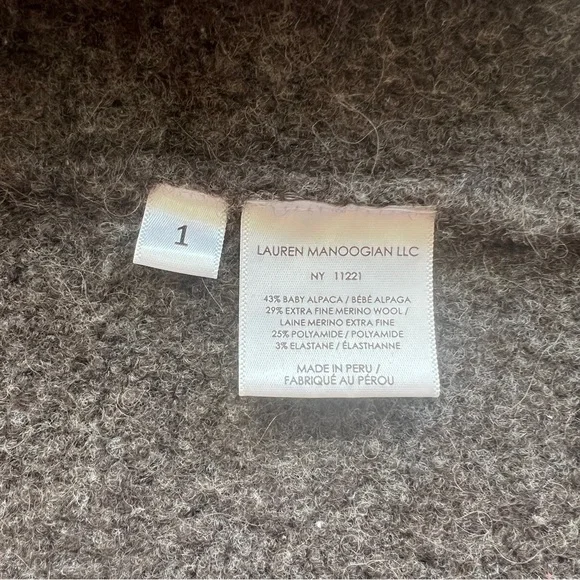 1
LAUREN MANOOGIAN LLC
NY 11221
43% BABY ALPACA / BÉBÉ ALPAGA
29% EXTRA FINE MERINO WOOL /
LAINE MERINO EXTRA FINE
25% POLYAMIDE / POLYAMIDE
3% ELASTANE / ÉLASTHANNE
MADE IN PERU /
FABRIQUÉ AU PÉROU